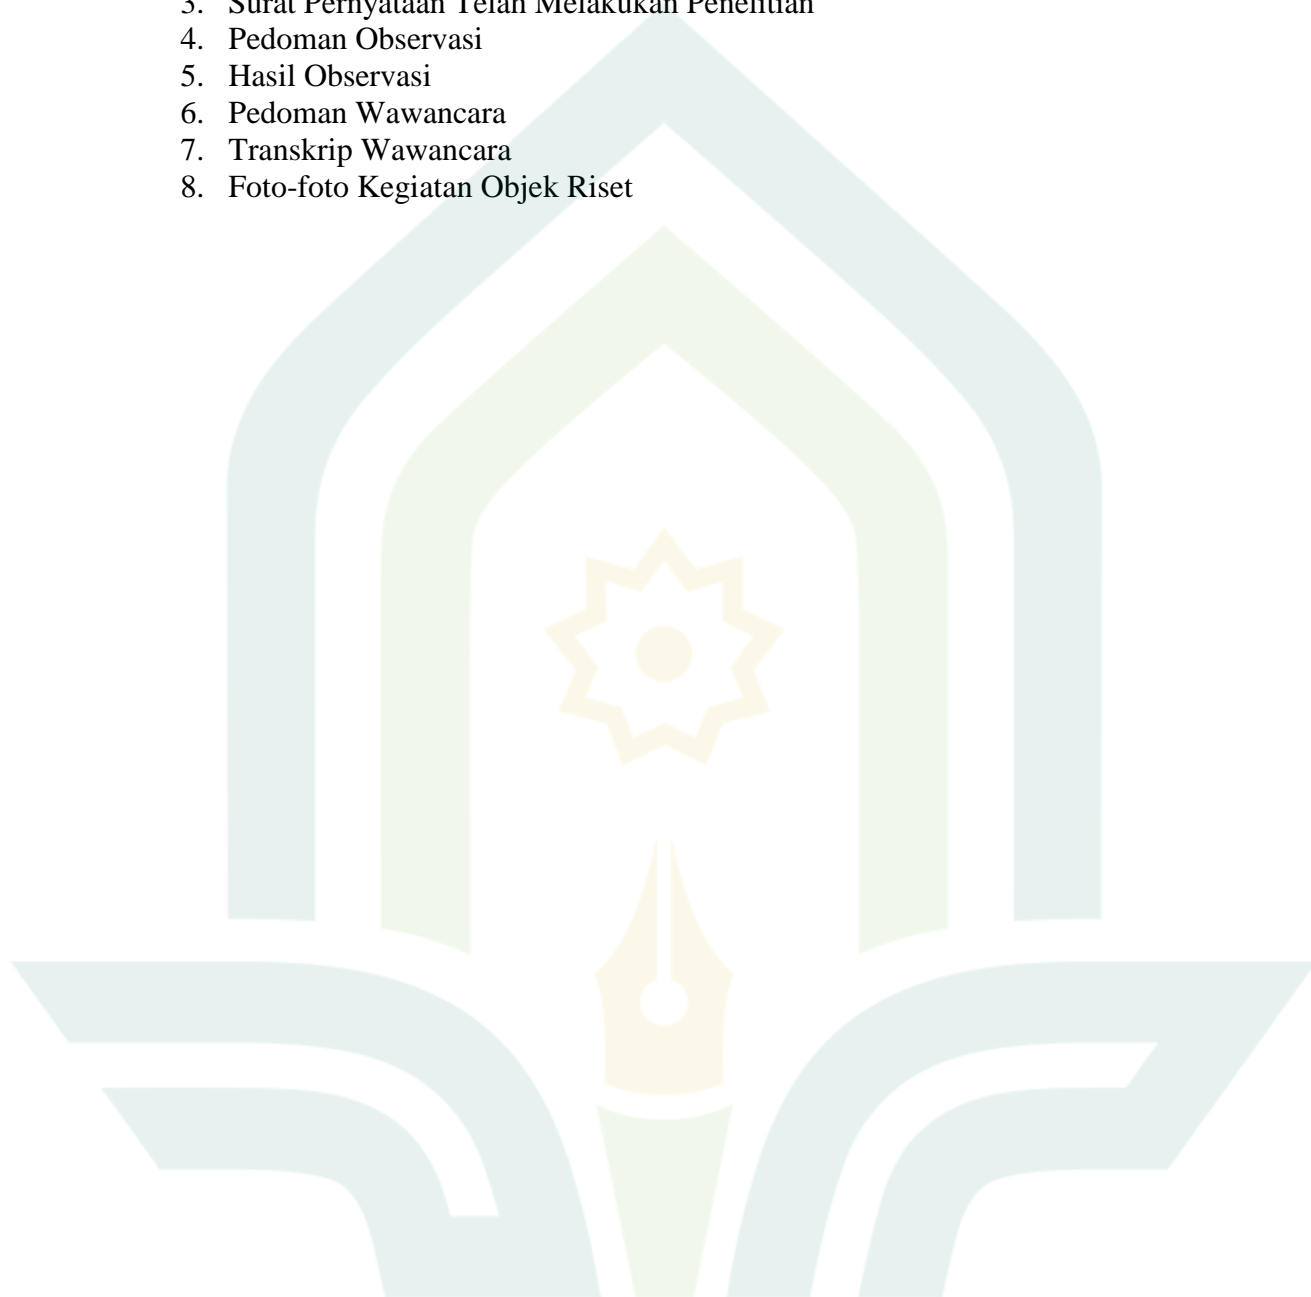 3. Surat Pernyataan Telah Melakukan Penelitian
4. Pedoman Observasi
5. Hasil Observasi
6. Pedoman Wawancara
7. Transkrip Wawancara
8. Foto-foto Kegiatan Objek Riset